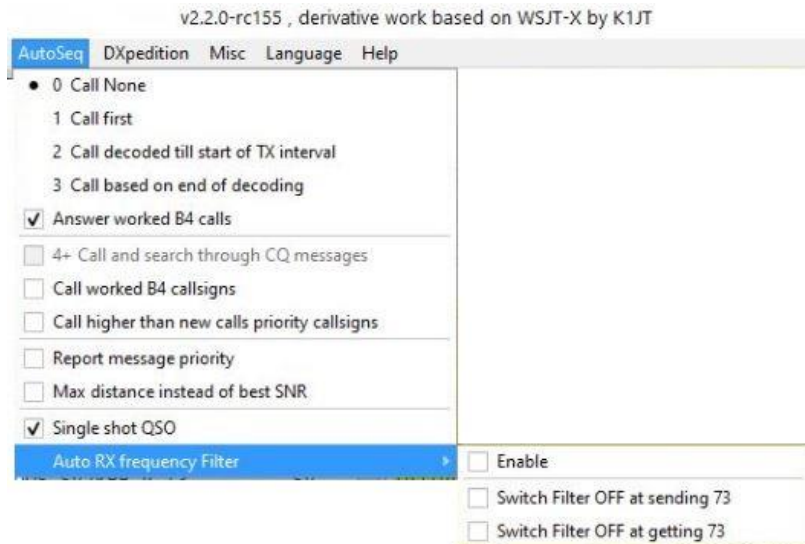 v2.2.0-rc155 , derivative work based on WSJT-X by K1JT
AutoSeq DXpedition Misc Language Help
0 Call None
1 Call first
2 Call decoded till start of TX interval
3 Call based on end of decoding
Answer worked B4 calls
4+ Call and search through CQ messages
Call worked B4 callsigns
Call higher than new calls priority callsigns
Report message priority
Max distance instead of best SNR
Single shot QSO
Auto RX frequency Filter
Enable
Switch Filter OFF at sending 73
Switch Filter OFF at getting 73